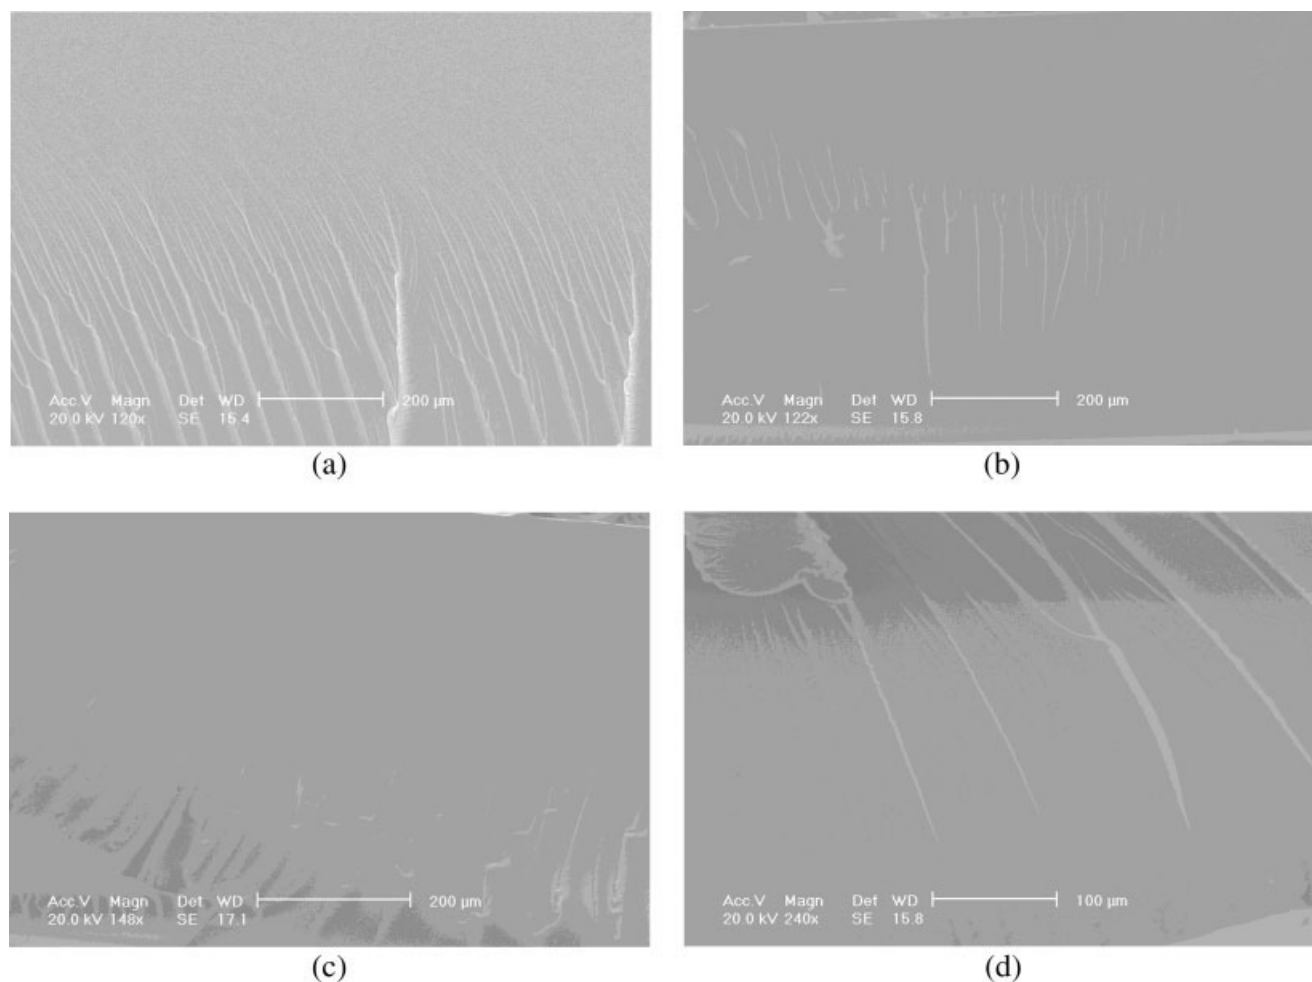 Acc.V Magn Det WD 200 µm
20.0 kV 120x SE 15.4
(a)
Acc.V Magn Det WD 200 µm
20.0 kV 122x SE 15.8
(b)
Acc.V Magn Det WD 200 µm
20.0 kV 148x SE 17.1
(c)
Acc.V Magn Det WD 100 µm
20.0 kV 240x SE 15.8
(d)